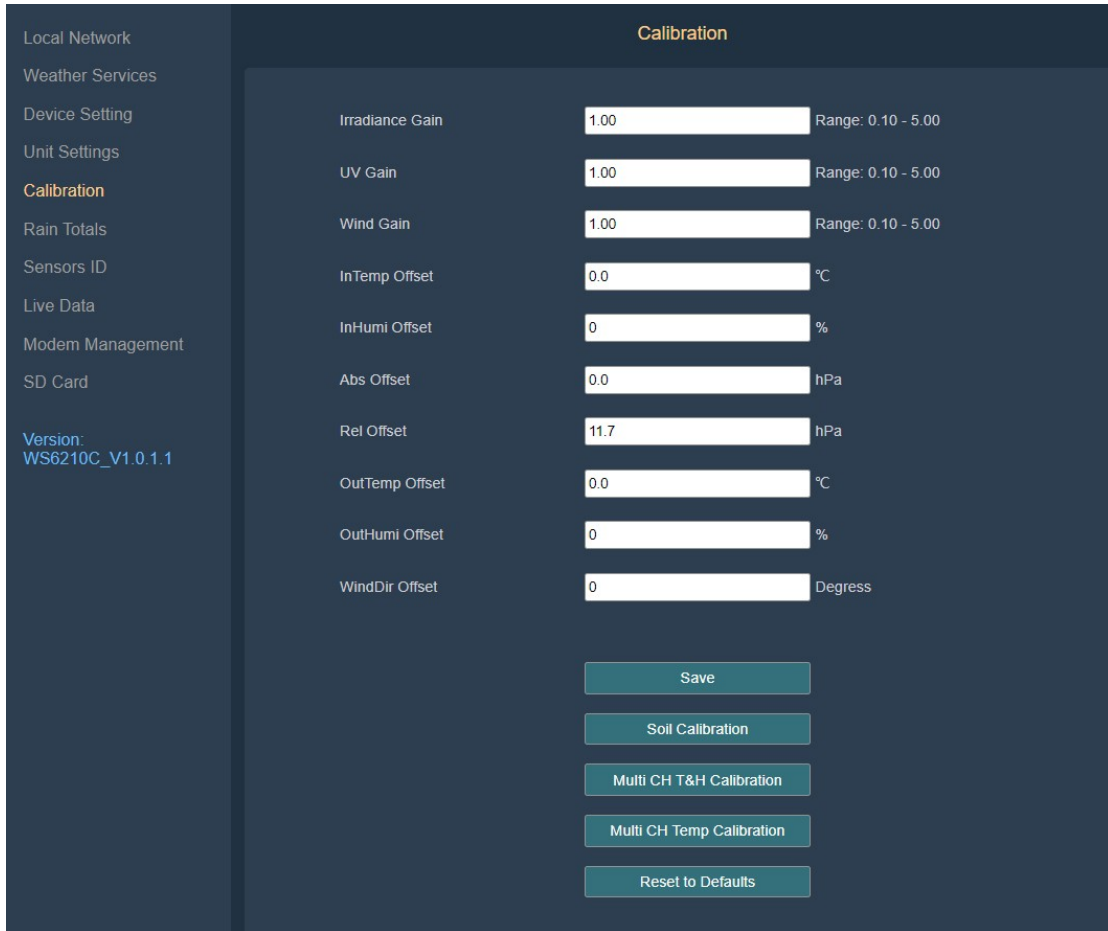 Local Network
Weather Services
Device Setting
Unit Settings
Calibration
Rain Totals
Sensors ID
Live Data
Modem Management
SD Card
Version:
WS6210C_V1.0.1.1
Calibration
Irradiance Gain 1.00 Range: 0.10 - 5.00
UV Gain 1.00 Range: 0.10 - 5.00
Wind Gain 1.00 Range: 0.10 - 5.00
InTemp Offset 0.0 ℃
InHumi Offset 0 %
Abs Offset 0.0 hPa
Rel Offset 11.7 hPa
OutTemp Offset 0.0 ℃
OutHumi Offset 0 %
WindDir Offset 0 Degress
Save
Soil Calibration
Multi CH T&H Calibration
Multi CH Temp Calibration
Reset to Defaults